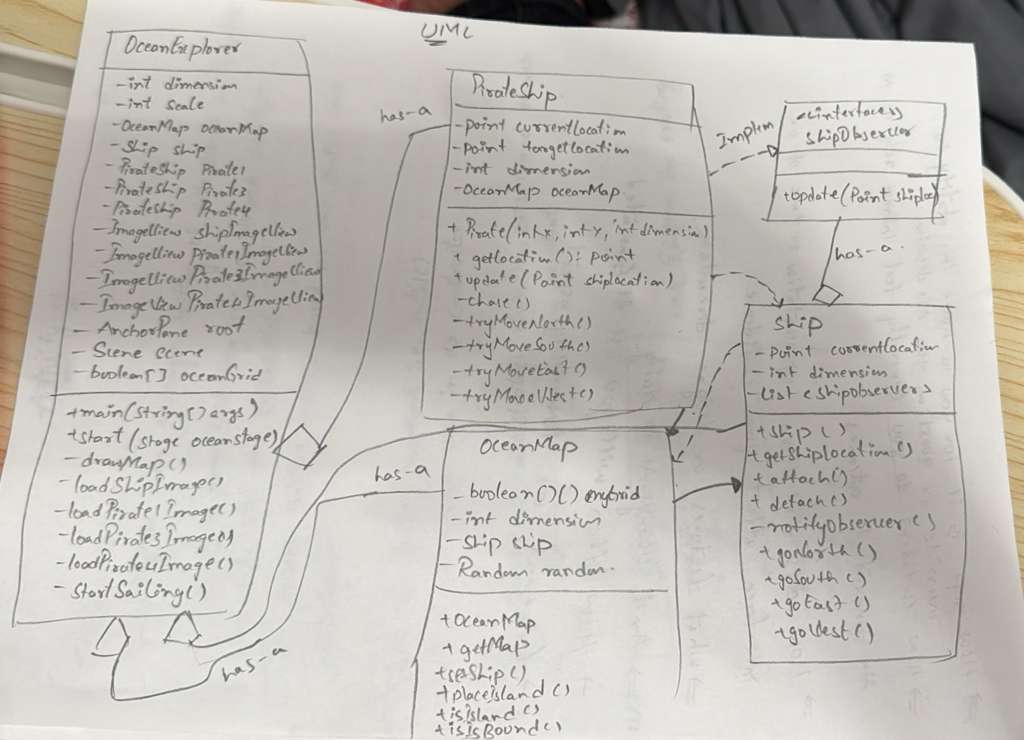 UML
OceanExplorer
-int dimension
-int scale
-OceanMap oceanMap
-Ship ship
-PirateShip Pirate1
-PirateShip Pirate3
-PirateShip Pirate4
-ImageView shipImageView
-ImageView Pirate1ImageView
-ImageView Pirate3ImageView
-ImageView Pirate4ImageView
-AnchorPane root
-Scene scene
-boolean[] oceanGrid
+main(String[] args)
+start(Stage oceanStage)
-drawMap()
-loadShipImage()
-loadPirate1Image()
-loadPirate3Image()
-loadPirate4Image()
-startSailing()
has-a
PirateShip
-point currentlocation
-point targetlocation
-int dimension
-OceanMap oceanMap
+Pirate(int x, int y, int dimension)
+getlocation(): point
+update(Point shiplocation)
-chase()
-tryMoveNorth()
-tryMoveSouth()
-tryMoveEast()
-tryMoveWest()
Implm
<<interface>>
shipObserver
+update(Point shiploc)
has-a
has-a
has-a
OceanMap
-boolean[][] myGrid
-int dimension
-ship ship
-Random random
+OceanMap
+getMap
+setShip()
+placeisland()
+isisland()
+isisBound()
ship
-Point currentlocation
-int dimension
-List <shipobservers
+ship()
+getshiplocation()
+attach()
+detach()
-notifyObserver()
+goNorth()
+goSouth()
+goEast()
+goWest()